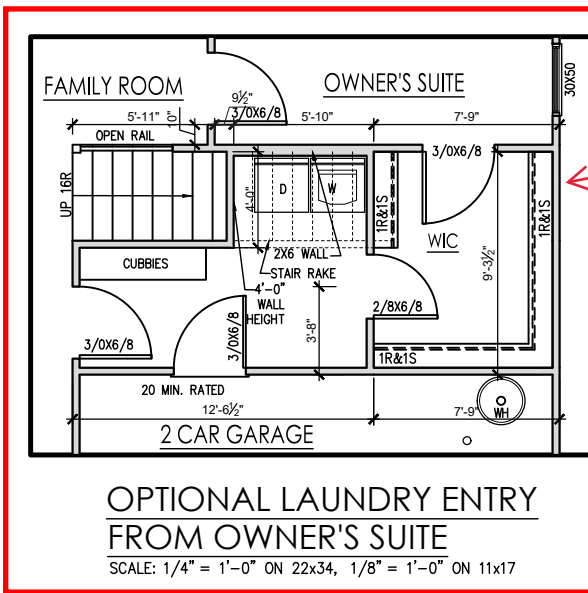 FAMILY ROOM
OWNER'S SUITE
30X50
9½"
5'-11"
10"
3/0X6/8
5'-10"
7'-9"
OPEN RAIL
3/0X6/8
UP 16R
D
W
4'-0"
1R&1S
1R&1S
WIC
2X6 WALL
9'-3½"
CUBBIES
STAIR RAKE
4'-0"
WALL
HEIGHT
2/8X6/8
3/0X6/8
3/0X6/8
3'-8"
1R&1S
20 MIN. RATED
12'-6½"
7'-9"
WH
2 CAR GARAGE
OPTIONAL LAUNDRY ENTRY
FROM OWNER'S SUITE
SCALE: 1/4" = 1'-0" ON 22x34, 1/8" = 1'-0" ON 11x17